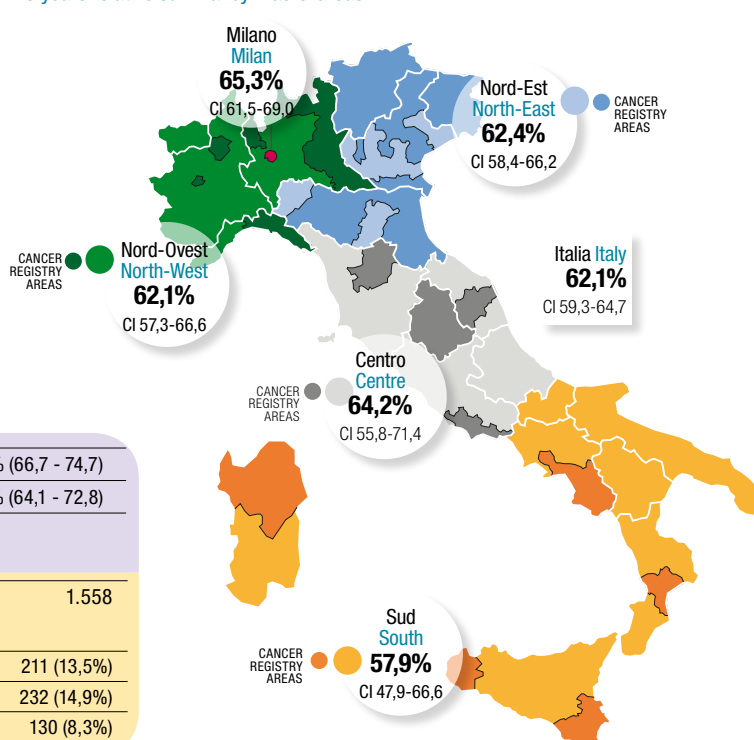 Milano
Milan
65,3%
CI 61,5-69,0
Nord-Est
North-East
62,4%
CI 58,4-66,2
CANCER
REGISTRY
AREAS
CANCER
REGISTRY
AREAS
Nord-Ovest
North-West
62,1%
CI 57,3-66,6
Italia Italy
62,1%
CI 59,3-64,7
CANCER
REGISTRY
AREAS
Centro
Centre
64,2%
CI 55,8-71,4
% (66,7 - 74,7)
% (64,1 - 72,8)
1.558
211 (13,5%)
232 (14,9%)
130 (8,3%)
CANCER
REGISTRY
AREAS
Sud
South
57,9%
CI 47,9-66,6